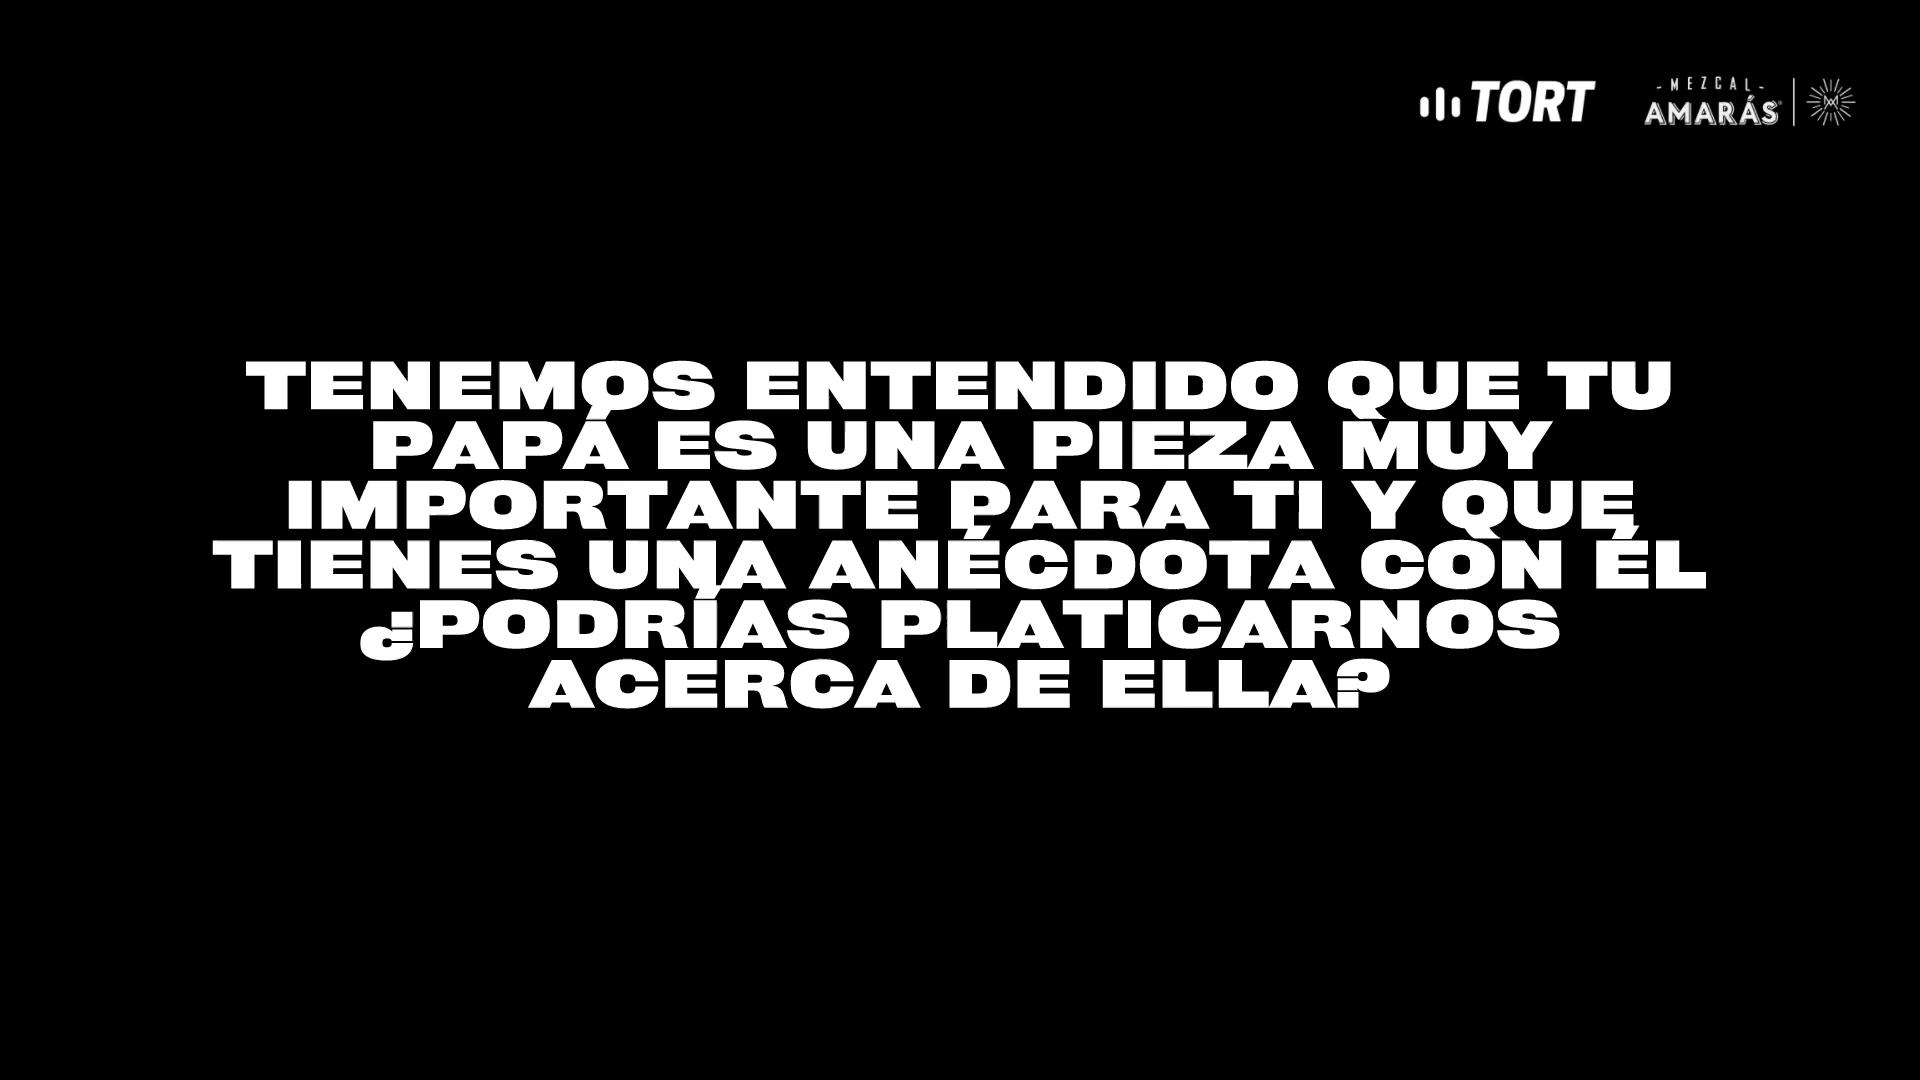 TORT
-MEZCAL-
AMARÁS
TENEMOS ENTENDIDO QUE TU
PAPÁ ES UNA PIEZA MUY
IMPORTANTE PARA TI Y QUE
TIENES UNA ANÉCDOTA CON ÉL
¿PODRÍAS PLATICARNOS
ACERCA DE ELLA?